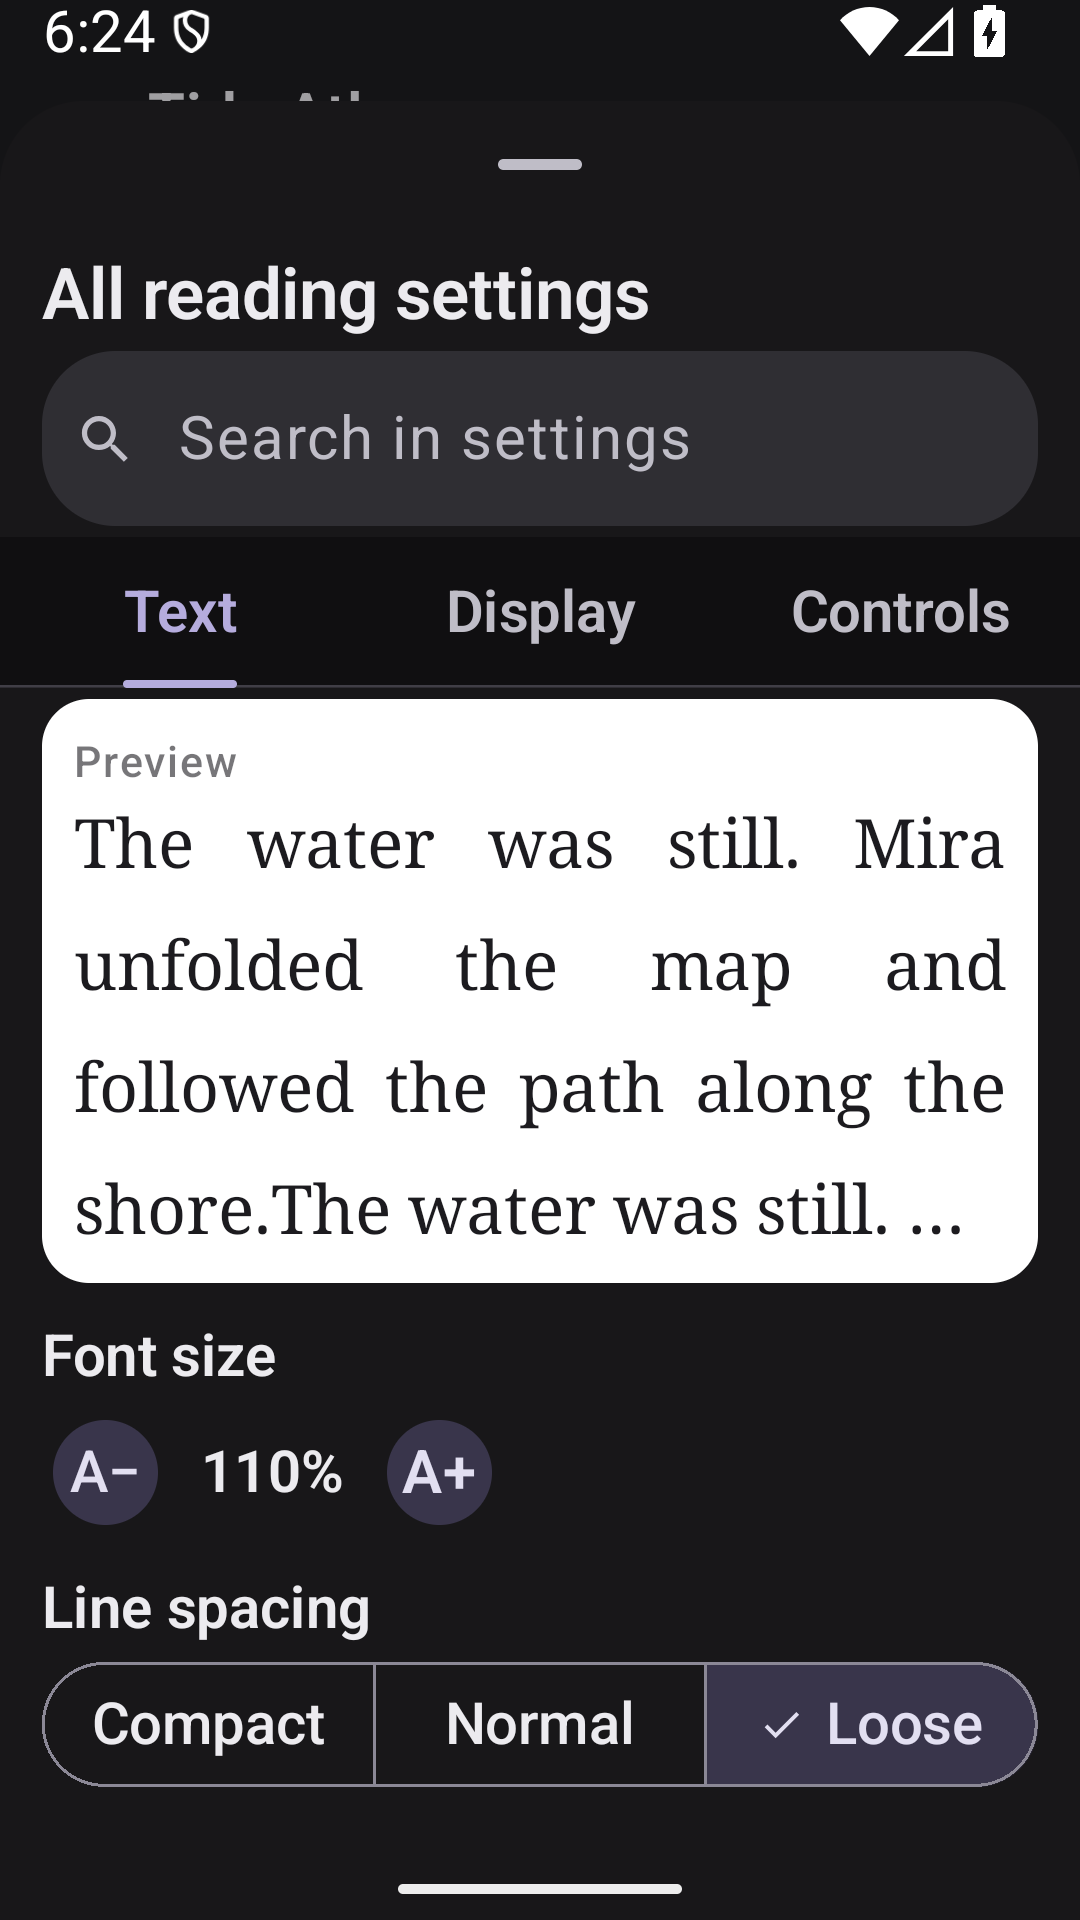 6:24
All reading settings
Search in settings
Text
Display
Controls
Preview
The water was still. Mira
unfolded the map and
followed the path along the
shore.The water was still. ...
Font size
A−
110%
A+
Line spacing
Compact
Normal
Loose